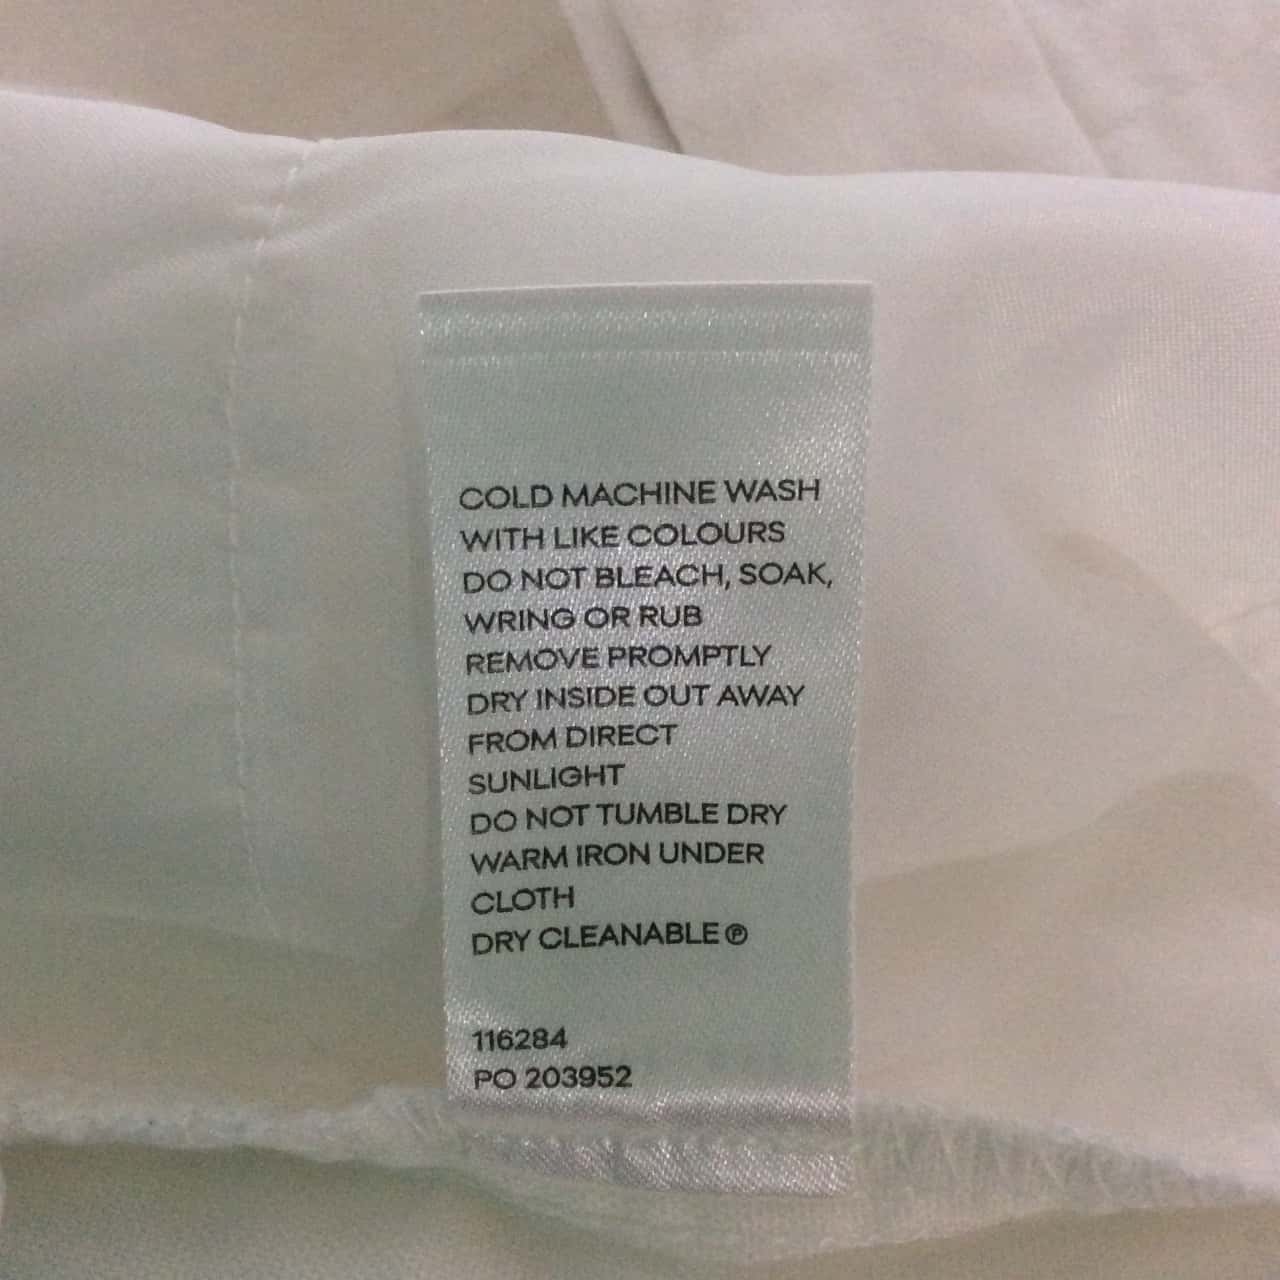 COLD MACHINE WASH
WITH LIKE COLOURS
DO NOT BLEACH, SOAK,
WRING OR RUB
REMOVE PROMPTLY
DRY INSIDE OUT AWAY
FROM DIRECT
SUNLIGHT
DO NOT TUMBLE DRY
WARM IRON UNDER
CLOTH
DRY CLEANABLE Ⓟ
116284
PO 203952